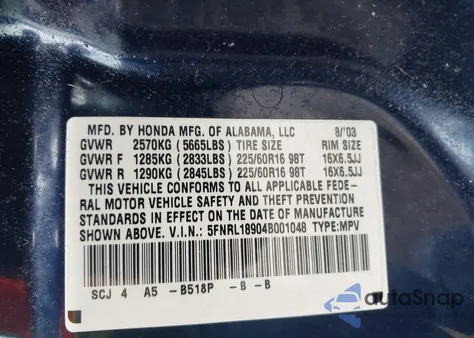 MFD. BY HONDA MFG. OF ALABAMA, LLC 8/'03
GVWR 2570KG (5665LBS) TIRE SIZE RIM SIZE
GVWR F 1285KG (2833LBS) 225/60R16 98T 16X6.5JJ
GVWR R 1290KG (2845LBS) 225/60R16 98T 16X6.5JJ
THIS VEHICLE CONFORMS TO ALL APPLICABLE FEDE-
RAL MOTOR VEHICLE SAFETY AND THEFT PREVENTION
STANDARDS IN EFFECT ON THE DATE OF MANUFACTURE
SHOWN ABOVE. V.I.N.: 5FNRL18904B001048 TYPE:MPV
SCJ 4 A5 -B518P -B -B
autoSnap